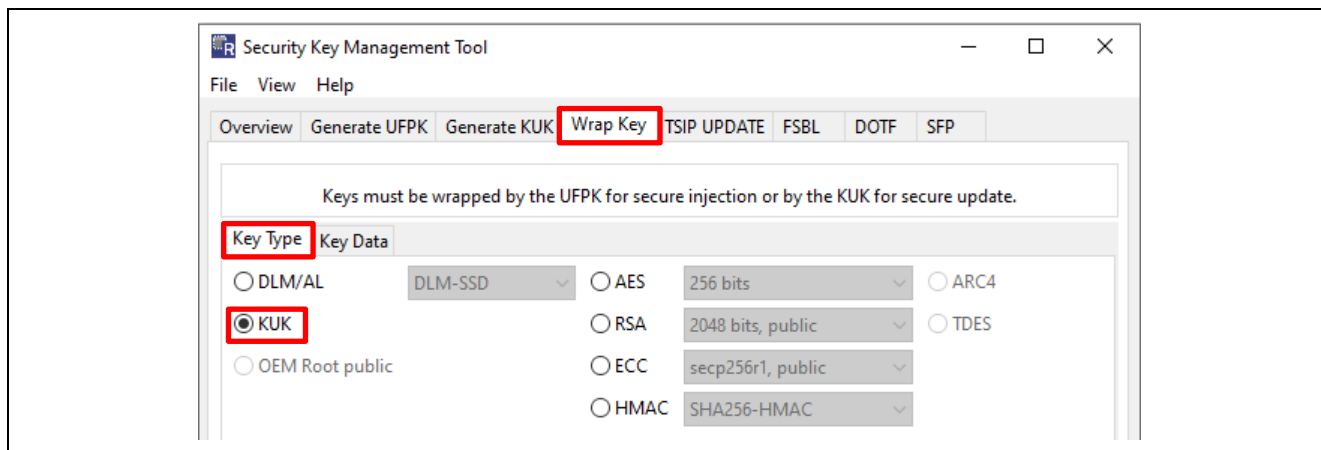 Security Key Management Tool
File View Help
Overview Generate UFPK Generate KUK Wrap Key TSIP UPDATE FSBL DOTF SFP
Keys must be wrapped by the UFPK for secure injection or by the KUK for secure update.
Key Type Key Data
DLM/AL DLM-SSD AES 256 bits ARC4
KUK RSA 2048 bits, public TDES
OEM Root public ECC secp256r1, public
HMAC SHA256-HMAC